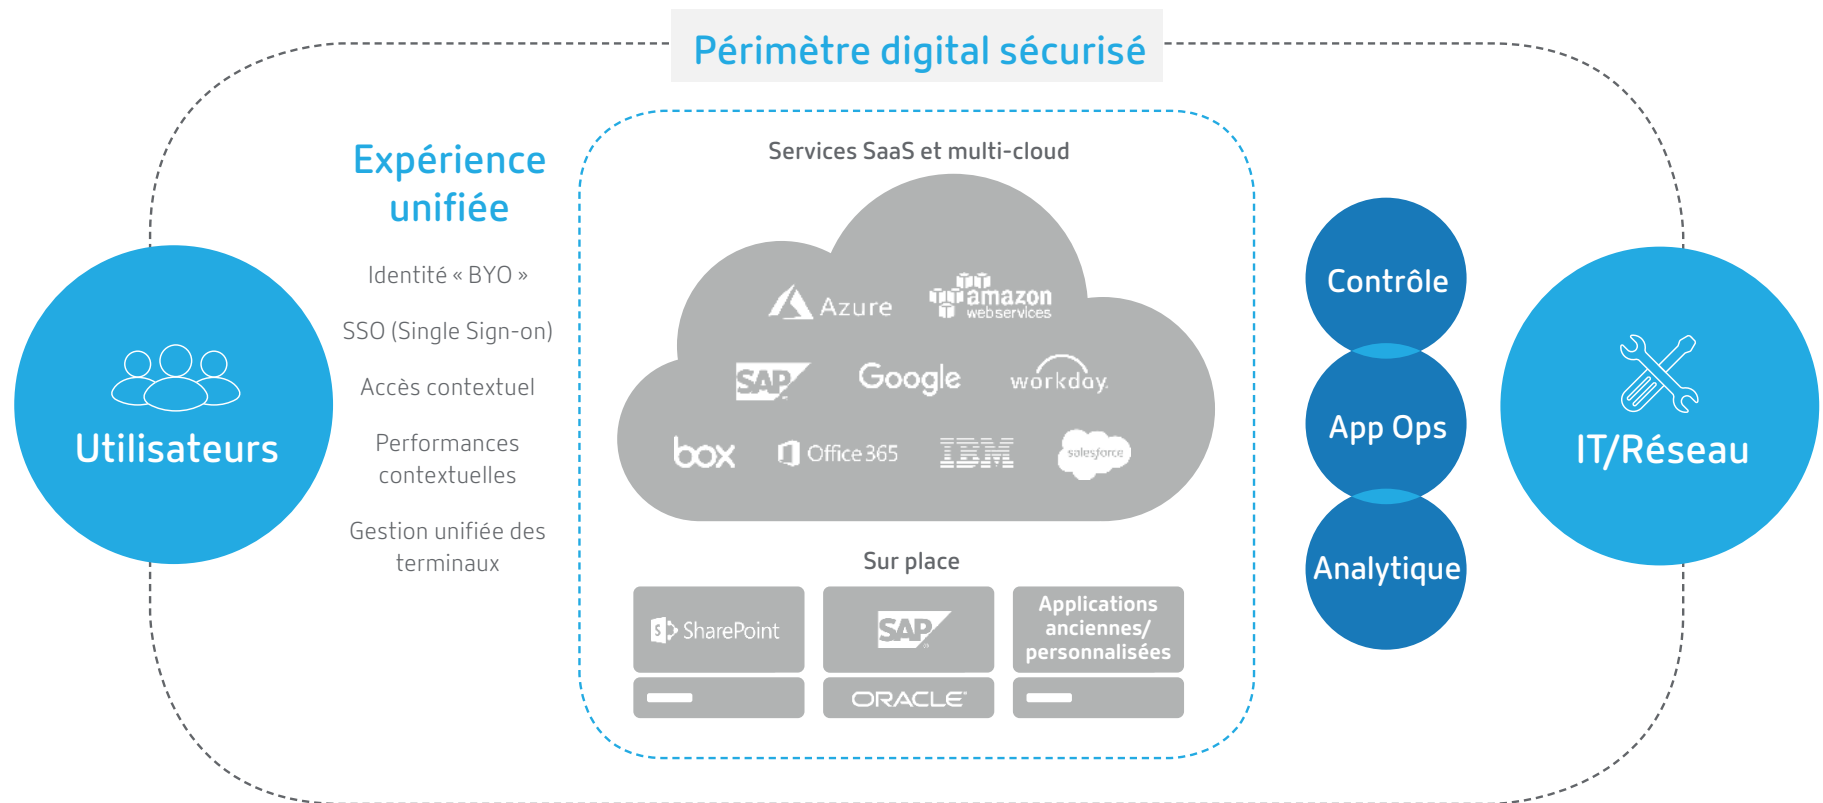 Périmètre digital sécurisé
Expérience
unifiée
Identité « BYO »
SSO (Single Sign-on)
Accès contextuel
Performances
contextuelles
Gestion unifiée des
terminaux
Utilisateurs
Services SaaS et multi-cloud
Azure
amazon
webservices
SAP
Google
workday.
box
Office 365
IBM
salesforce
Sur place
S
SharePoint
SAP
Applications
anciennes/
personnalisées
ORACLE
Contrôle
App Ops
Analytique
IT/Réseau